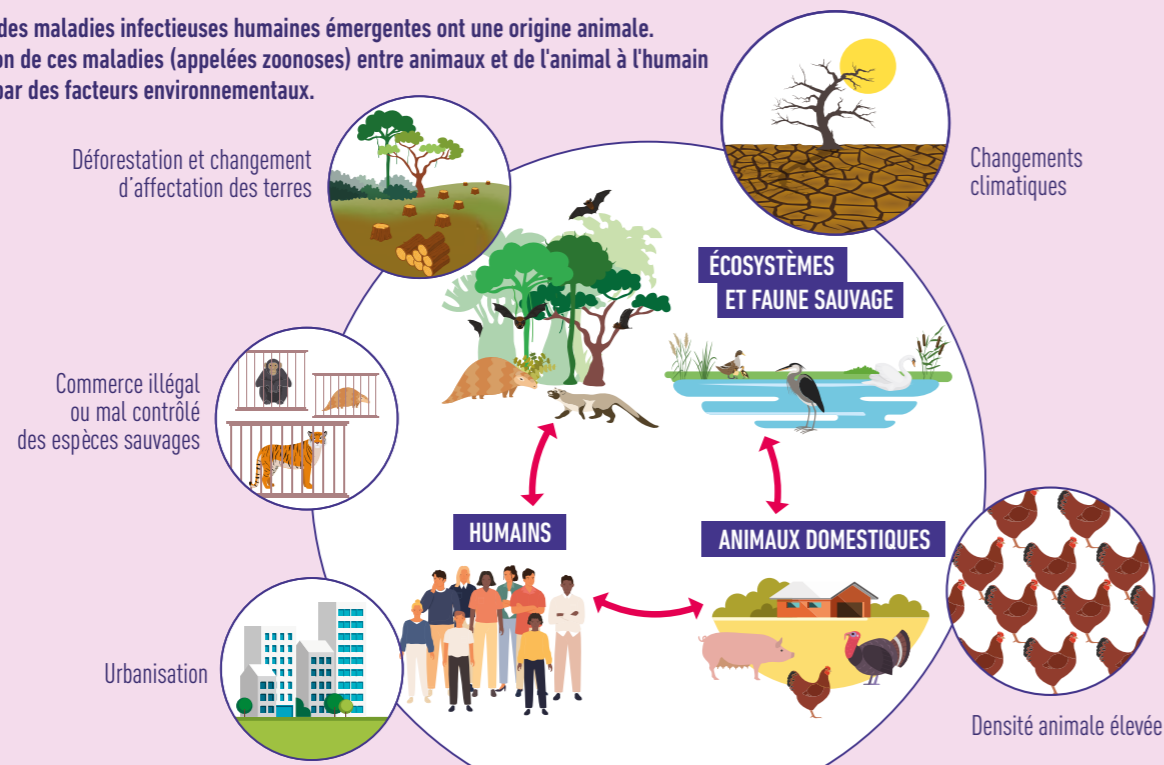 des maladies infectieuses humaines émergentes ont une origine animale.
on de ces maladies (appelées zoonoses) entre animaux et de l'animal à l'humain
par des facteurs environnementaux.
Déforestation et changement
d'affectation des terres
Changements
climatiques
ÉCOSYSTÈMES
ET FAUNE SAUVAGE
Commerce illégal
ou mal contrôlé
des espèces sauvages
HUMAINS
ANIMAUX DOMESTIQUES
Urbanisation
Densité animale élevée